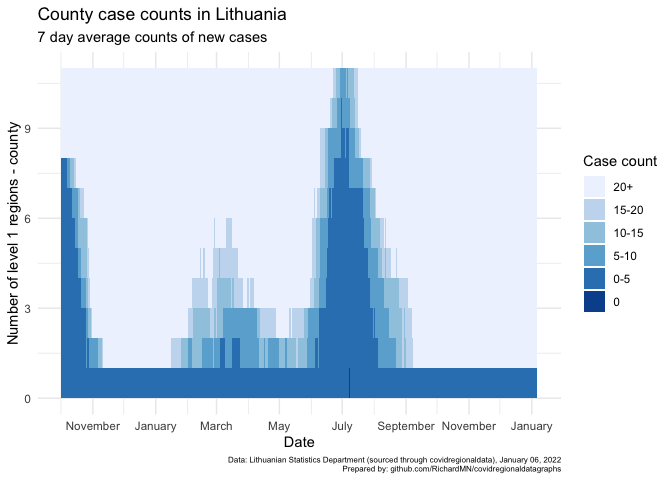 County case counts in Lithuania
7 day average counts of new cases
Number of level 1 regions - county
9
6
3
0
November January March May July September November January
Date
Case count
20+
15-20
10-15
5-10
0-5
0
Data: Lithuanian Statistics Department (sourced through covidregionaldata), January 06, 2022
Prepared by: github.com/RichardMN/covidregionaldatagraphs